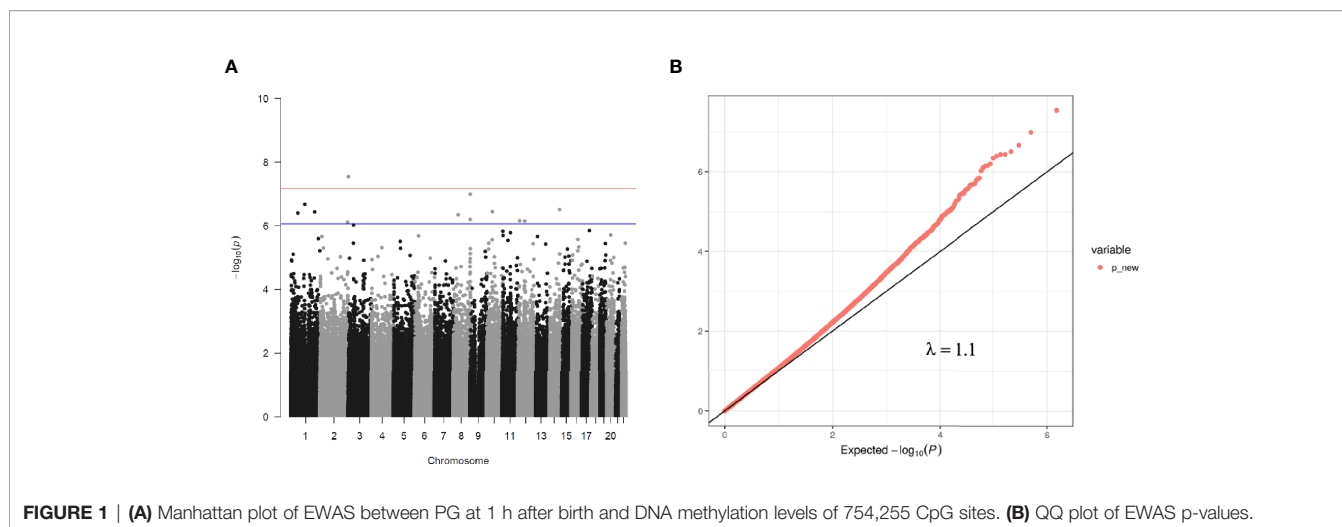 A
10
8
6
4
2
0
−log10(p)
1 2 3 4 5 6 7 8 9 11 13 15 17 20
Chromosome
B
6
4
2
0
variable
p_new
λ = 1.1
0 2 4 6
Expected −log10(P)
FIGURE 1 | (A) Manhattan plot of EWAS between PG at 1 h after birth and DNA methylation levels of 754,255 CpG sites. (B) QQ plot of EWAS p-values.